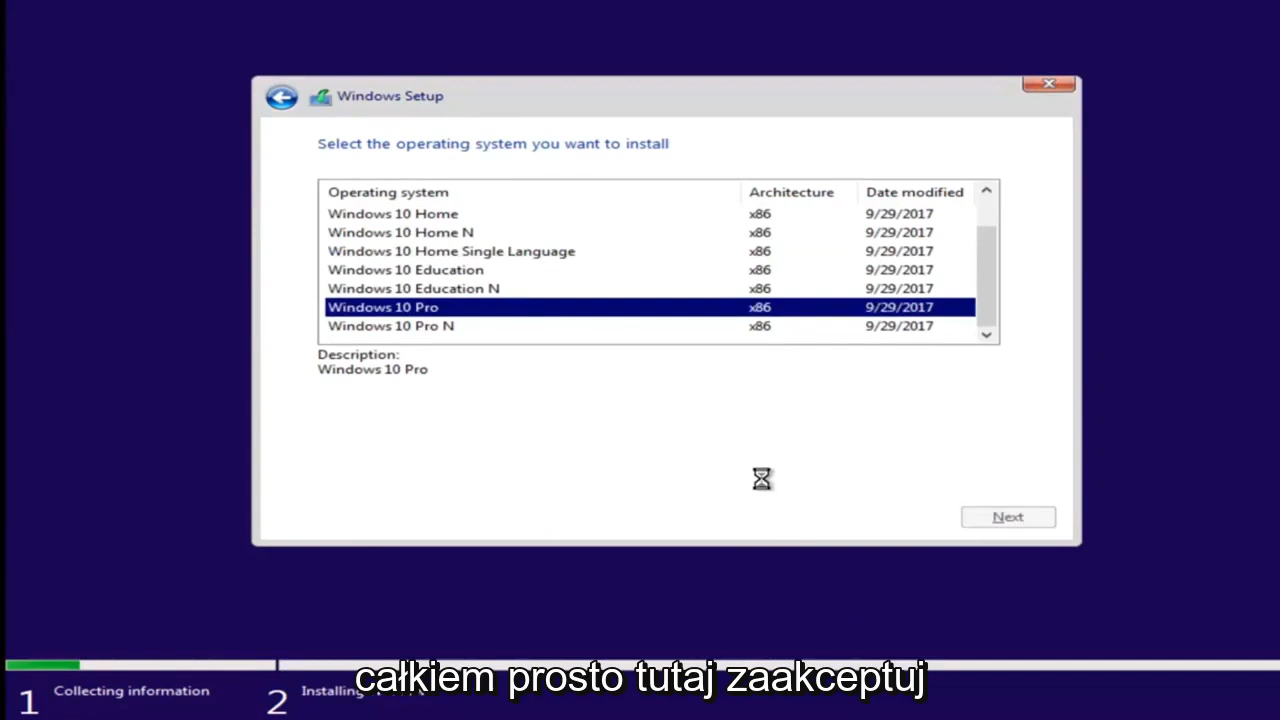 Windows Setup
Select the operating system you want to install
Operating system Architecture Date modified
Windows 10 Home x86 9/29/2017
Windows 10 Home N x86 9/29/2017
Windows 10 Home Single Language x86 9/29/2017
Windows 10 Education x86 9/29/2017
Windows 10 Education N x86 9/29/2017
Windows 10 Pro x86 9/29/2017
Windows 10 Pro N x86 9/29/2017
Description:
Windows 10 Pro
Next
całkiem prosto tutaj zaakceptuj
1 Collecting information
2 Installing